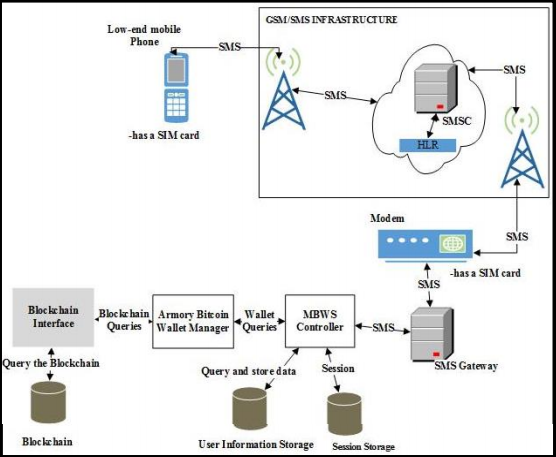 GSM/SMS INFRASTRUCTURE
Low-end mobile
Phone
SMS
SMS
SMS
SMSC
HLR
-has a SIM card
Modem
SMS
-has a SIM card
SMS
Blockchain
Interface
Blockchain
Queries
Armory Bitcoin
Wallet Manager
Wallet
Queries
MBWS
Controller
SMS
SMS Gateway
Query the Blockchain
Query and store data
Session
Blockchain
User Information Storage
Session Storage